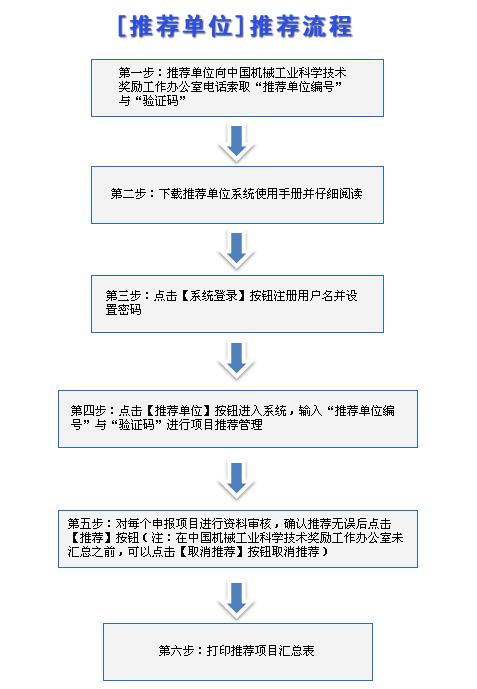 [推荐单位]推荐流程
第一步：推荐单位向中国机械工业科学技术
奖励工作办公室电话索取“推荐单位编号”
与“验证码”
第二步：下载推荐单位系统使用手册并仔细阅读
第三步：点击【系统登录】按钮注册用户名并设
置密码
第四步：点击【推荐单位】按钮进入系统，输入“推荐单位编
号”与“验证码”进行项目推荐管理
第五步：对每个申报项目进行资料审核，确认推荐无误后点击
【推荐】按钮（注：在中国机械工业科学技术奖励工作办公室未
汇总之前，可以点击【取消推荐】按钮取消推荐）
第六步：打印推荐项目汇总表